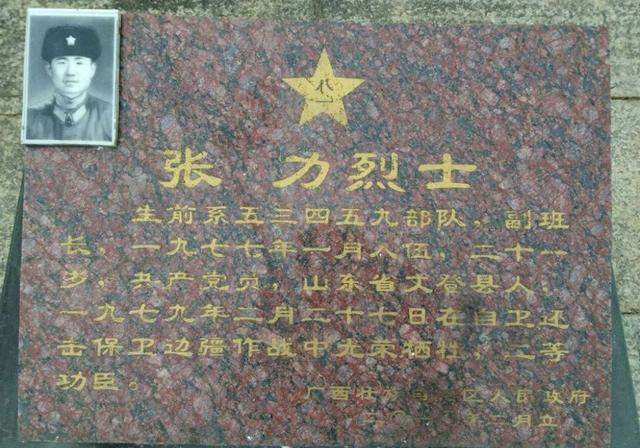 八一
张 力烈士
生前系五三四五九部队，副班
长，一九七七年一月入伍，二十一
岁，共产党员，山东省文登县人，
一九七九年二月二十七日在自卫还
击保卫边疆作战中光荣牺牲，二等
功臣。
广西壮族自治区人民政府
二〇一 年二月立